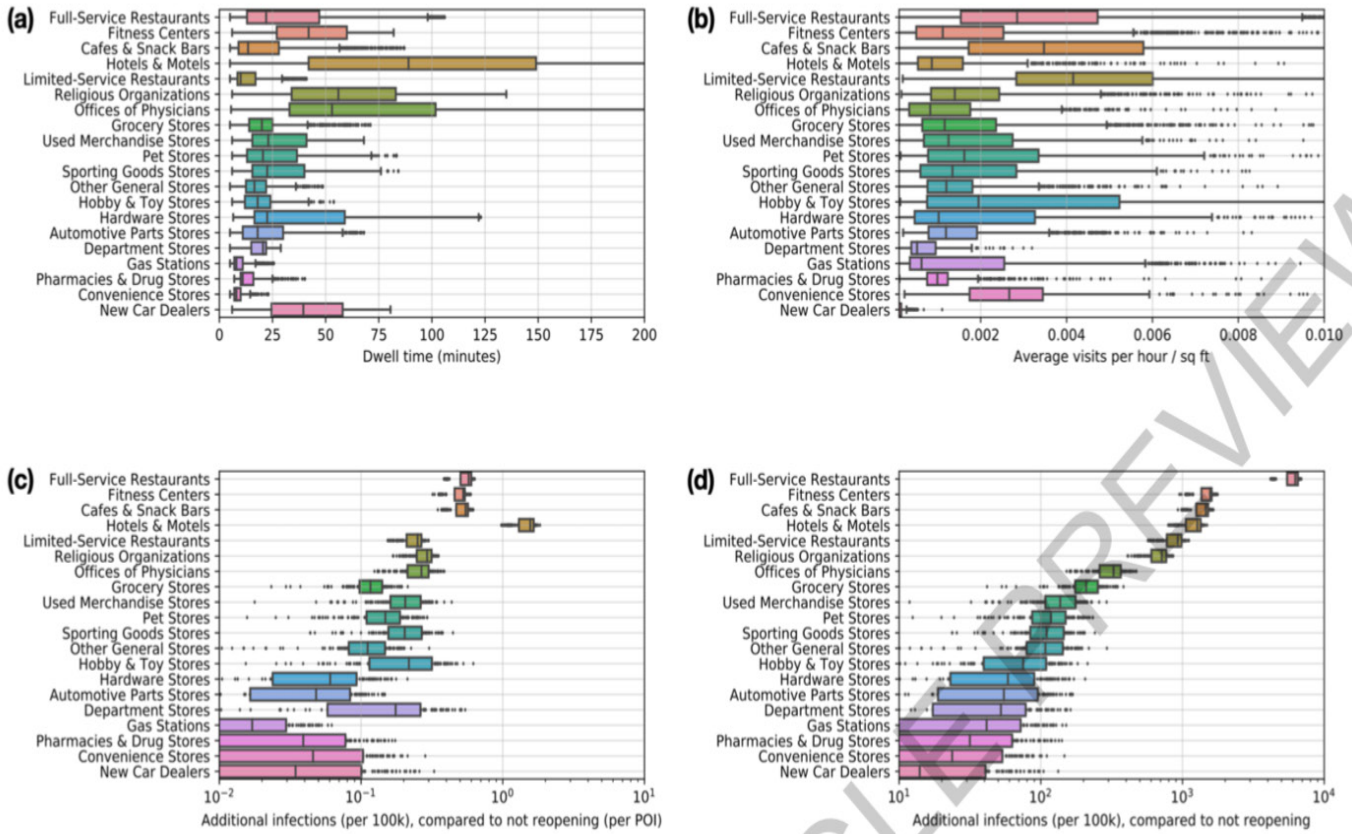 (a)
Full-Service Restaurants
Fitness Centers
Cafes & Snack Bars
Hotels & Motels
Limited-Service Restaurants
Religious Organizations
Offices of Physicians
Grocery Stores
Used Merchandise Stores
Pet Stores
Sporting Goods Stores
Other General Stores
Hobby & Toy Stores
Hardware Stores
Automotive Parts Stores
Department Stores
Gas Stations
Pharmacies & Drug Stores
Convenience Stores
New Car Dealers
0 25 50 75 100 125 150 175 200
Dwell time (minutes)
(b)
Full-Service Restaurants
Fitness Centers
Cafes & Snack Bars
Hotels & Motels
Limited-Service Restaurants
Religious Organizations
Offices of Physicians
Grocery Stores
Used Merchandise Stores
Pet Stores
Sporting Goods Stores
Other General Stores
Hobby & Toy Stores
Hardware Stores
Automotive Parts Stores
Department Stores
Gas Stations
Pharmacies & Drug Stores
Convenience Stores
New Car Dealers
0.002 0.004 0.006 0.008 0.010
Average visits per hour / sq ft
(c)
Full-Service Restaurants
Fitness Centers
Cafes & Snack Bars
Hotels & Motels
Limited-Service Restaurants
Religious Organizations
Offices of Physicians
Grocery Stores
Used Merchandise Stores
Pet Stores
Sporting Goods Stores
Other General Stores
Hobby & Toy Stores
Hardware Stores
Automotive Parts Stores
Department Stores
Gas Stations
Pharmacies & Drug Stores
Convenience Stores
New Car Dealers
10⁻² 10⁻¹ 10⁰ 10¹
Additional infections (per 100k), compared to not reopening (per POI)
(d)
Full-Service Restaurants
Fitness Centers
Cafes & Snack Bars
Hotels & Motels
Limited-Service Restaurants
Religious Organizations
Offices of Physicians
Grocery Stores
Used Merchandise Stores
Pet Stores
Sporting Goods Stores
Other General Stores
Hobby & Toy Stores
Hardware Stores
Automotive Parts Stores
Department Stores
Gas Stations
Pharmacies & Drug Stores
Convenience Stores
New Car Dealers
10¹ 10² 10³ 10⁴
Additional infections (per 100k), compared to not reopening
PREVIEW